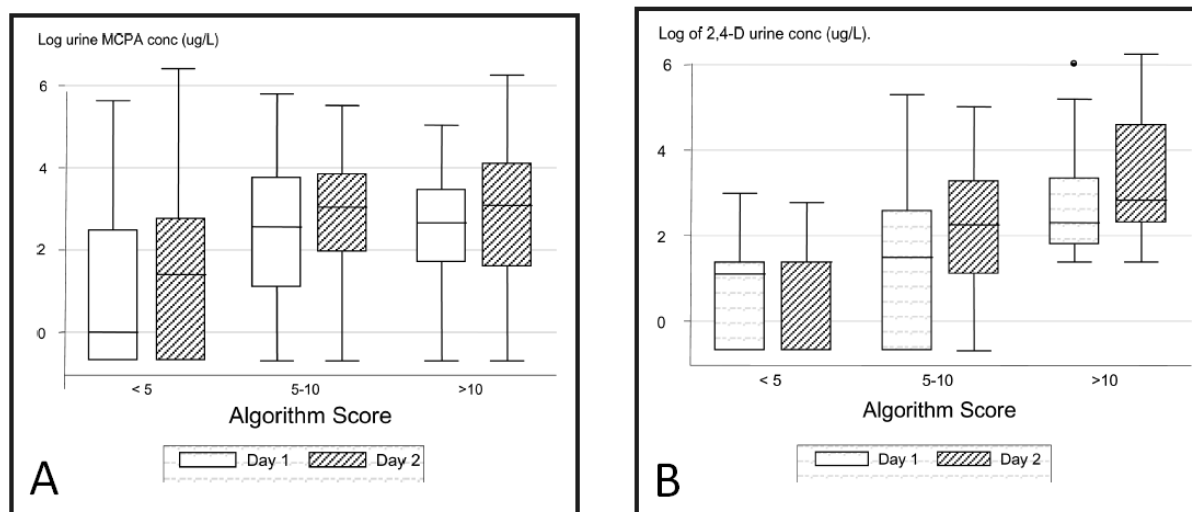 Log urine MCPA conc (ug/L)
6
4
2
0
< 5
5-10
>10
Algorithm Score
Day 1
Day 2
A
Log of 2,4-D urine conc (ug/L).
6
4
2
0
< 5
5-10
>10
Algorithm Score
Day 1
Day 2
B